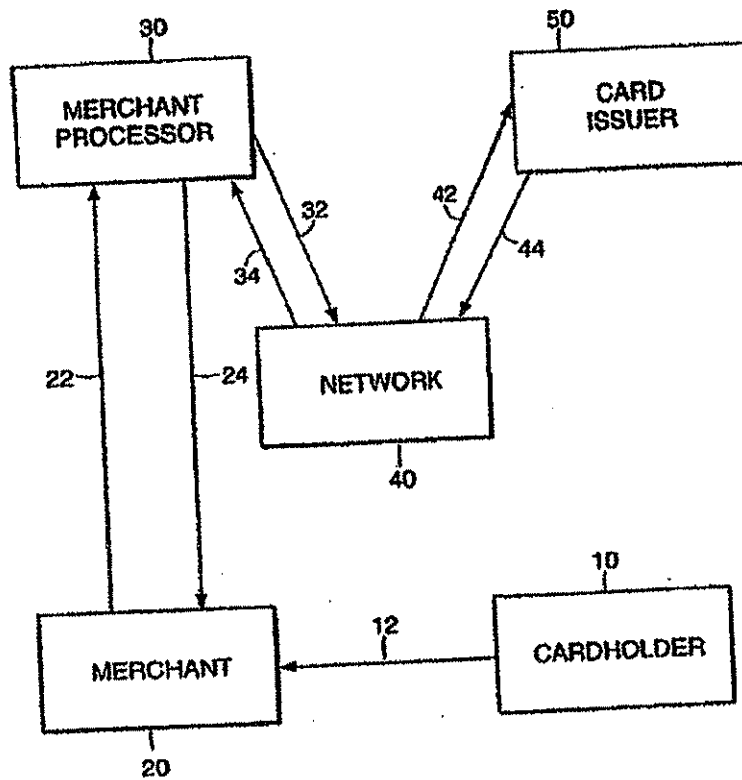 30
MERCHANT
PROCESSOR
50
CARD
ISSUER
32
34
42
44
22
24
NETWORK
40
10
12
MERCHANT
CARDHOLDER
20